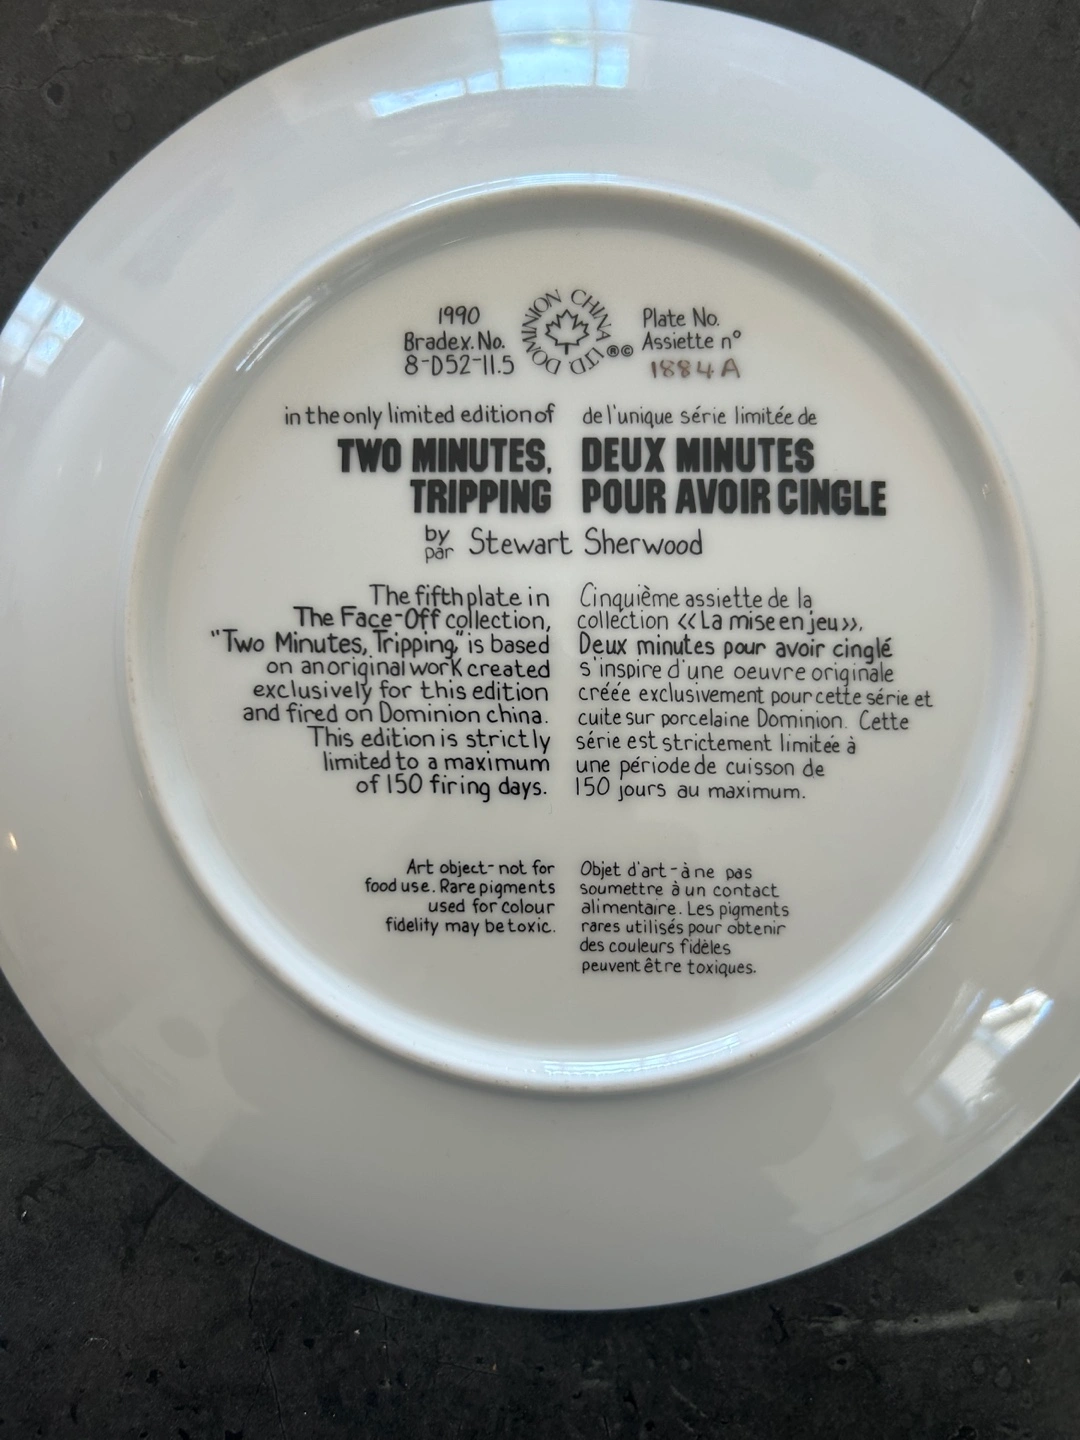 1990
Bradex. No.
8-D52-11.5
DOMINION CHINA LTD.
®©
Plate No.
Assiette n°
1884A
in the only limited edition of
TWO MINUTES,
TRIPPING
de l'unique série limitée de
DEUX MINUTES
POUR AVOIR CINGLE
by
par
Stewart Sherwood
The fifth plate in
The Face-Off collection,
"Two Minutes, Tripping," is based
on an original work created
exclusively for this edition
and fired on Dominion china.
This edition is strictly
limited to a maximum
of 150 firing days.
Cinquième assiette de la
collection «La mise en jeu».
Deux minutes pour avoir cinglé
s'inspire d'une oeuvre originale
créée exclusivement pour cette série et
cuite sur porcelaine Dominion. Cette
série est strictement limitée à
une période de cuisson de
150 jours au maximum.
Art object-not for
food use. Rare pigments
used for colour
fidelity may be toxic.
Objet d'art-à ne pas
soumettre à un contact
alimentaire. Les pigments
rares utilisés pour obtenir
des couleurs fidèles
peuvent être toxiques.